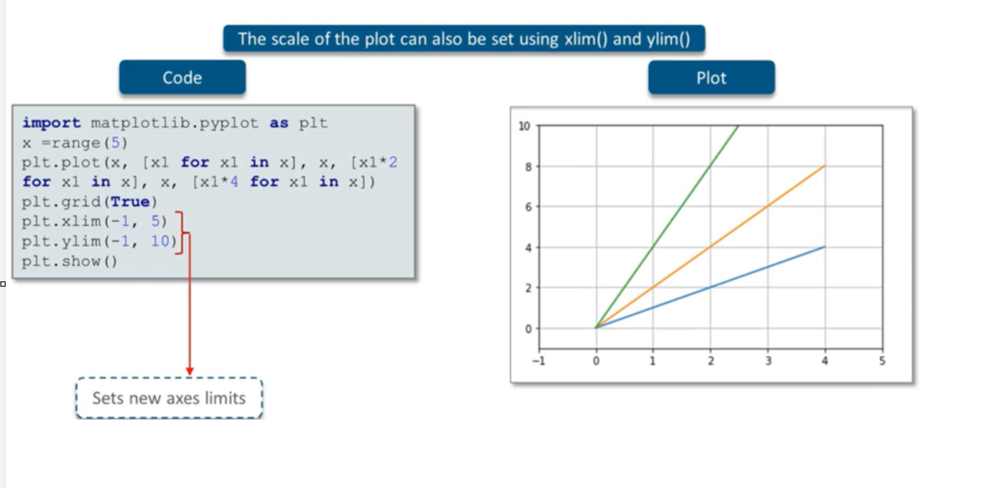 The scale of the plot can also be set using xlim() and ylim()
Code
import matplotlib.pyplot as plt
x =range(5)
plt.plot(x, [x1 for x1 in x], x, [x1*2
for x1 in x], x, [x1*4 for x1 in x])
plt.grid(True)
plt.xlim(-1, 5)
plt.ylim(-1, 10)
plt.show()
Sets new axes limits
Plot
10
8
6
4
2
0
−1 0 1 2 3 4 5